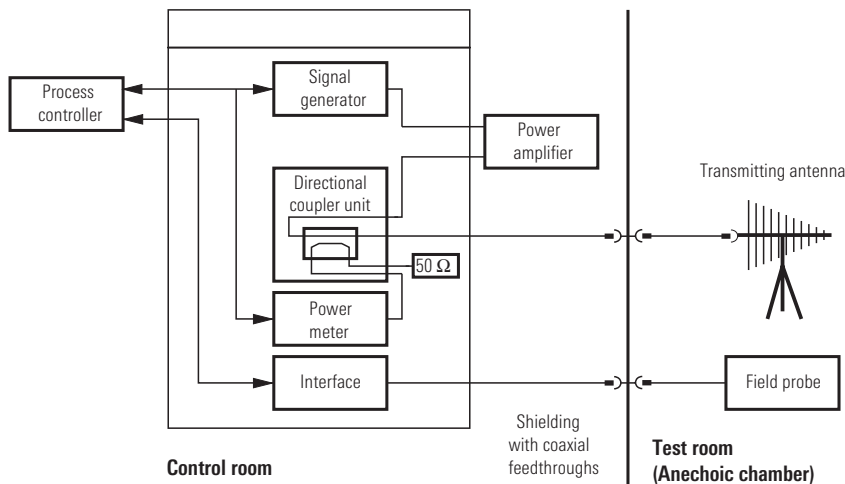 Process
controller
Signal
generator
Power
amplifier
Directional
coupler unit
50 Ω
Power
meter
Interface
Transmitting antenna
Field probe
Shielding
with coaxial
feedthroughs
Control room
Test room
(Anechoic chamber)